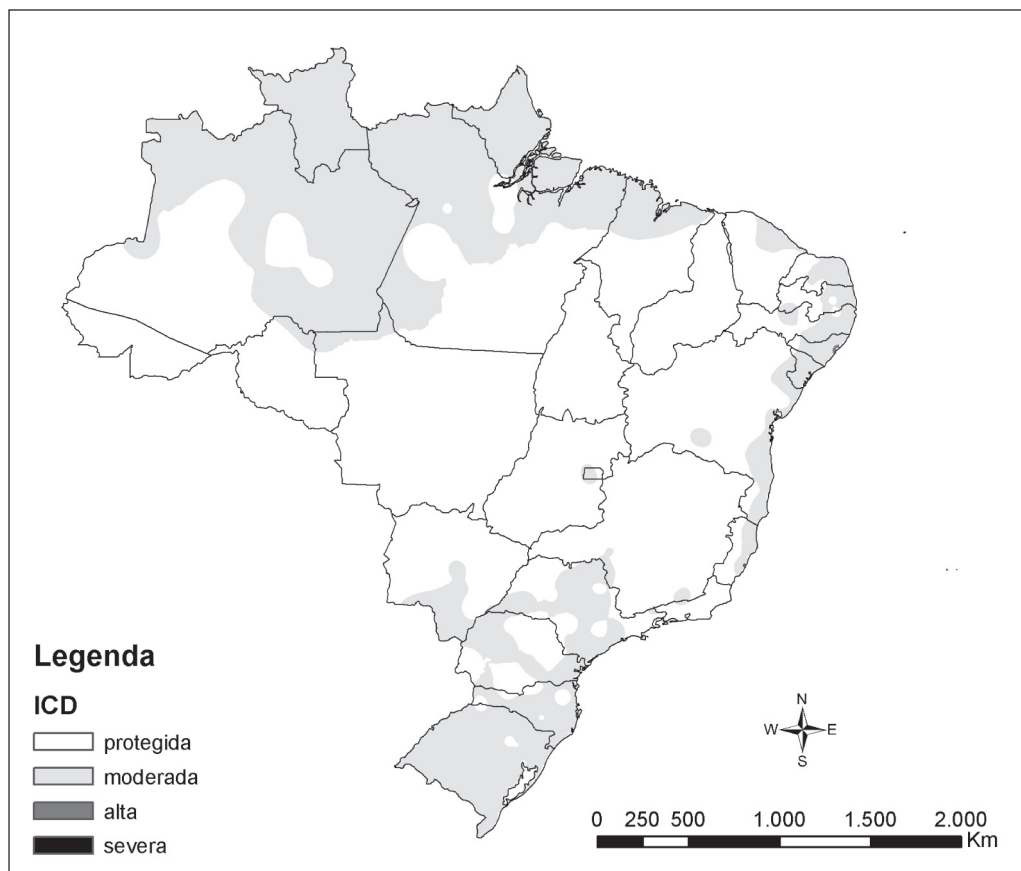 Legenda
ICD
protegida
moderada
alta
severa
N
W E
S
0 250 500 1.000 1.500 2.000
Km